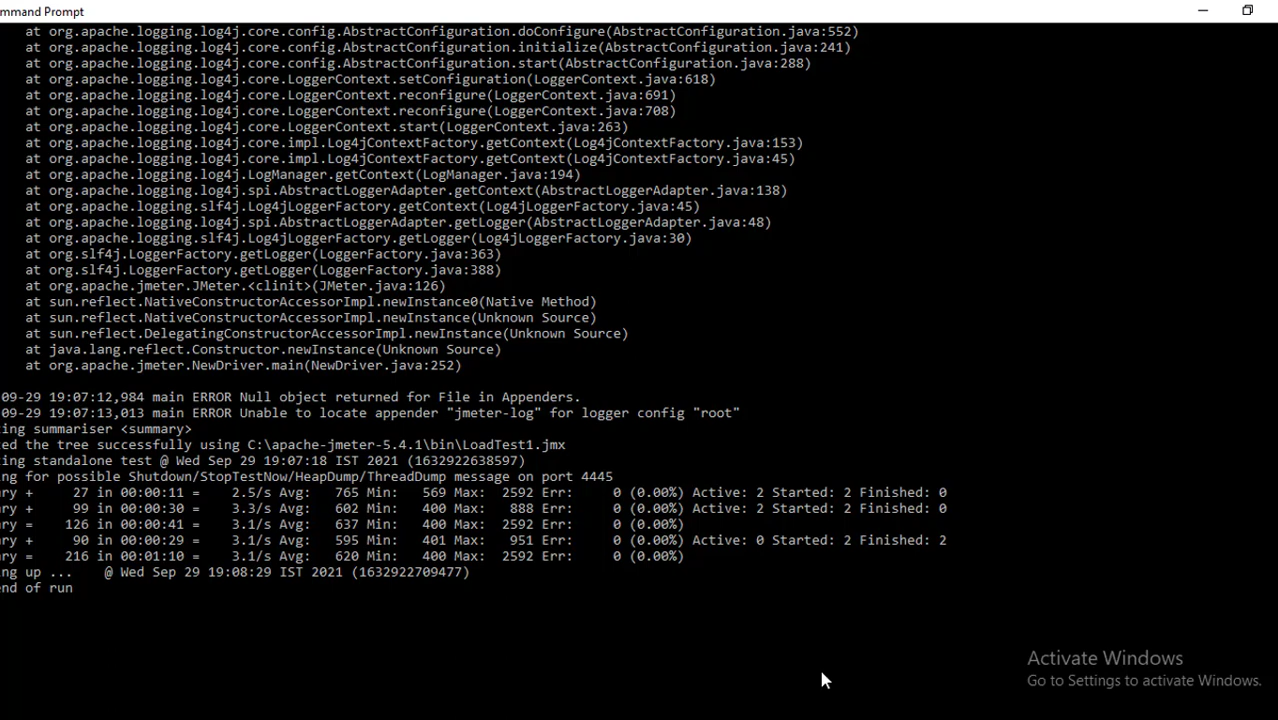 mmand Prompt
at org.apache.logging.log4j.core.config.AbstractConfiguration.doConfigure(AbstractConfiguration.java:552)
at org.apache.logging.log4j.core.config.AbstractConfiguration.initialize(AbstractConfiguration.java:241)
at org.apache.logging.log4j.core.config.AbstractConfiguration.start(AbstractConfiguration.java:288)
at org.apache.logging.log4j.core.LoggerContext.setConfiguration(LoggerContext.java:618)
at org.apache.logging.log4j.core.LoggerContext.reconfigure(LoggerContext.java:691)
at org.apache.logging.log4j.core.LoggerContext.reconfigure(LoggerContext.java:708)
at org.apache.logging.log4j.core.LoggerContext.start(LoggerContext.java:263)
at org.apache.logging.log4j.core.impl.Log4jContextFactory.getContext(Log4jContextFactory.java:153)
at org.apache.logging.log4j.core.impl.Log4jContextFactory.getContext(Log4jContextFactory.java:45)
at org.apache.logging.log4j.LogManager.getContext(LogManager.java:194)
at org.apache.logging.log4j.spi.AbstractLoggerAdapter.getContext(AbstractLoggerAdapter.java:138)
at org.apache.logging.slf4j.Log4jLoggerFactory.getContext(Log4jLoggerFactory.java:45)
at org.apache.logging.log4j.spi.AbstractLoggerAdapter.getLogger(AbstractLoggerAdapter.java:48)
at org.apache.logging.slf4j.Log4jLoggerFactory.getLogger(Log4jLoggerFactory.java:30)
at org.slf4j.LoggerFactory.getLogger(LoggerFactory.java:363)
at org.slf4j.LoggerFactory.getLogger(LoggerFactory.java:388)
at org.apache.jmeter.JMeter.<clinit>(JMeter.java:126)
at sun.reflect.NativeConstructorAccessorImpl.newInstance0(Native Method)
at sun.reflect.NativeConstructorAccessorImpl.newInstance(Unknown Source)
at sun.reflect.DelegatingConstructorAccessorImpl.newInstance(Unknown Source)
at java.lang.reflect.Constructor.newInstance(Unknown Source)
at org.apache.jmeter.NewDriver.main(NewDriver.java:252)
09-29 19:07:12,984 main ERROR Null object returned for File in Appenders.
09-29 19:07:13,013 main ERROR Unable to locate appender "jmeter-log" for logger config "root"
ing summariser <summary>
ed the tree successfully using C:\apache-jmeter-5.4.1\bin\LoadTest1.jmx
ing standalone test @ Wed Sep 29 19:07:18 IST 2021 (1632922638597)
ng for possible Shutdown/StopTestNow/HeapDump/ThreadDump message on port 4445
ry + 27 in 00:00:11 = 2.5/s Avg: 765 Min: 569 Max: 2592 Err: 0 (0.00%) Active: 2 Started: 2 Finished: 0
ry + 99 in 00:00:30 = 3.3/s Avg: 602 Min: 400 Max: 888 Err: 0 (0.00%) Active: 2 Started: 2 Finished: 0
ry = 126 in 00:00:41 = 3.1/s Avg: 637 Min: 400 Max: 2592 Err: 0 (0.00%)
ry + 90 in 00:00:29 = 3.1/s Avg: 595 Min: 401 Max: 951 Err: 0 (0.00%) Active: 0 Started: 2 Finished: 2
ry = 216 in 00:01:10 = 3.1/s Avg: 620 Min: 400 Max: 2592 Err: 0 (0.00%)
ng up ... @ Wed Sep 29 19:08:29 IST 2021 (1632922709477)
end of run
Activate Windows
Go to Settings to activate Windows.